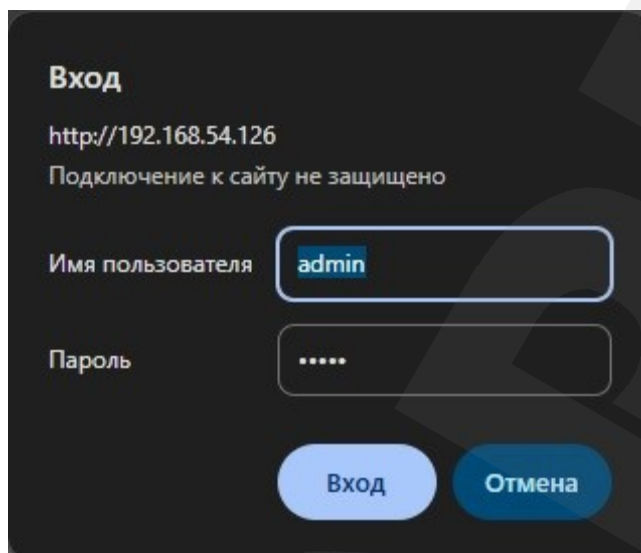 Вход
http://192.168.54.126
Подключение к сайту не защищено
Имя пользователя admin
Пароль •••••
Вход Отмена